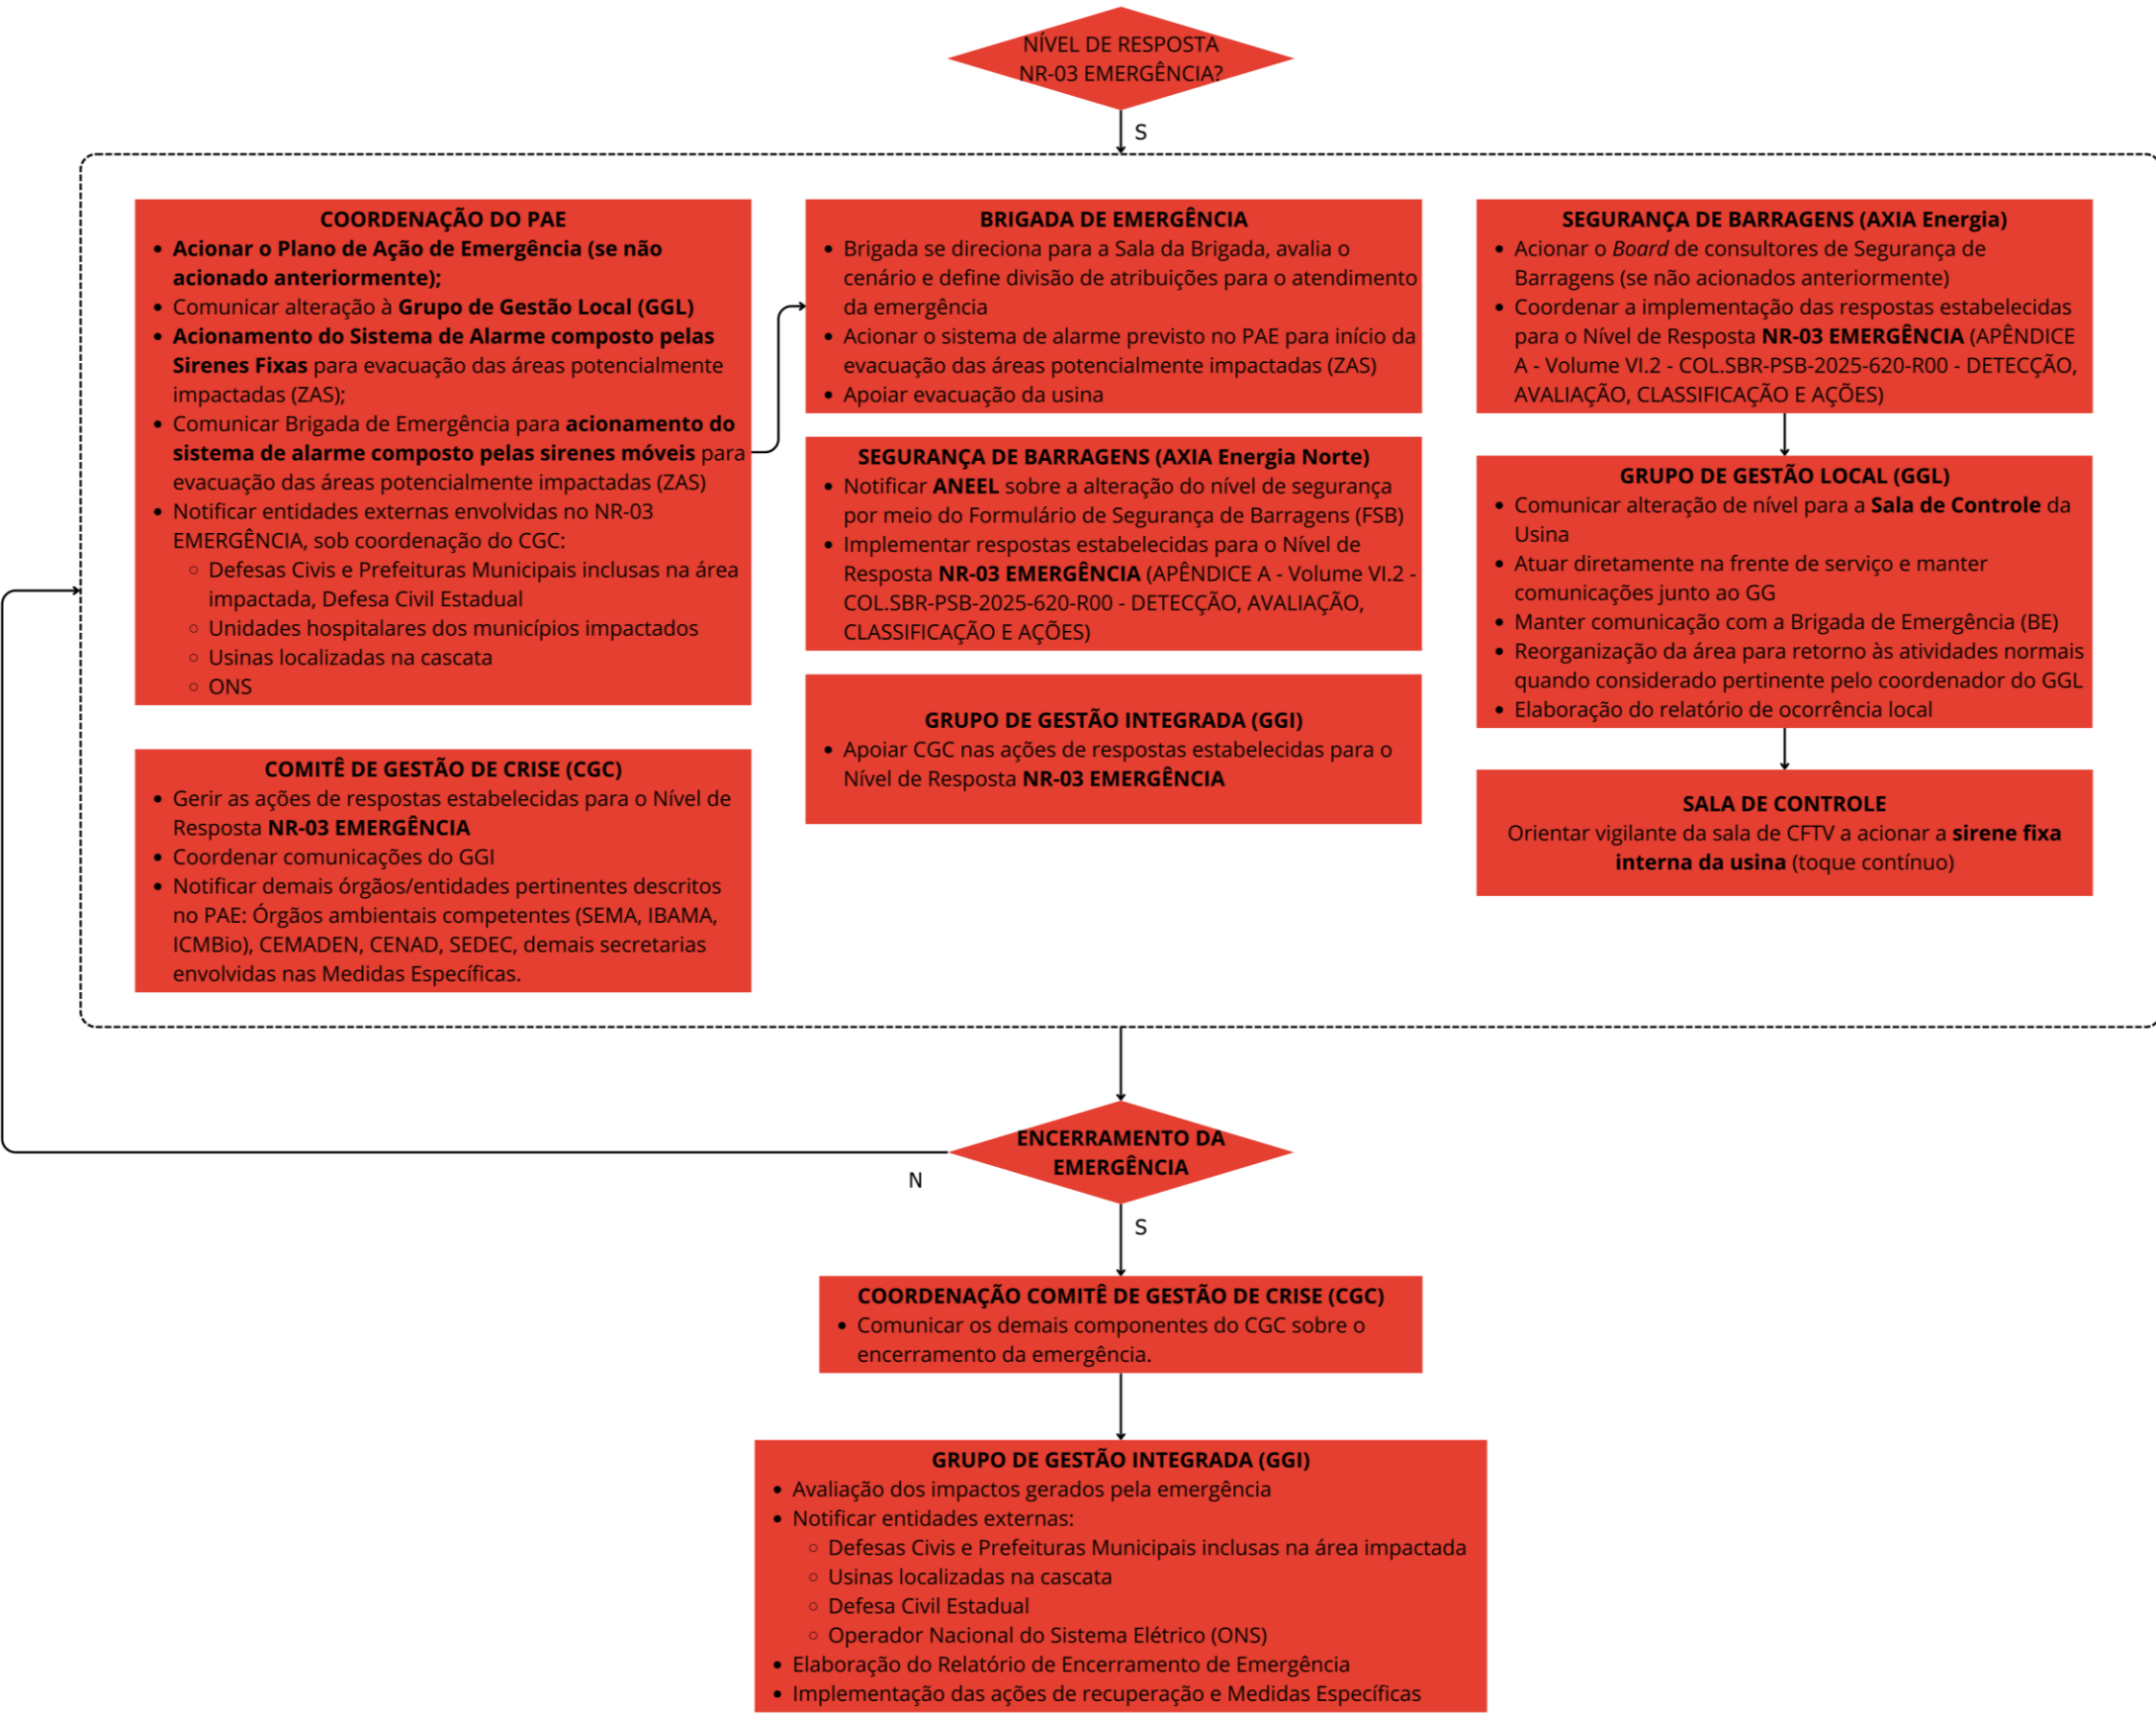 NÍVEL DE RESPOSTA
NR-03 EMERGÊNCIA?
S
COORDENAÇÃO DO PAE
• Acionar o Plano de Ação de Emergência (se não
acionado anteriormente);
• Comunicar alteração à Grupo de Gestão Local (GGL)
• Acionamento do Sistema de Alarme composto pelas
Sirenes Fixas para evacuação das áreas potencialmente
impactadas (ZAS);
• Comunicar Brigada de Emergência para acionamento do
sistema de alarme composto pelas sirenes móveis para
evacuação das áreas potencialmente impactadas (ZAS)
• Notificar entidades externas envolvidas no NR-03
EMERGÊNCIA, sob coordenação do CGC:
○ Defesas Civis e Prefeituras Municipais inclusas na área
impactada, Defesa Civil Estadual
○ Unidades hospitalares dos municípios impactados
○ Usinas localizadas na cascata
○ ONS
COMITÊ DE GESTÃO DE CRISE (CGC)
• Gerir as ações de respostas estabelecidas para o Nível de
Resposta NR-03 EMERGÊNCIA
• Coordenar comunicações do GGI
• Notificar demais órgãos/entidades pertinentes descritos
no PAE: Órgãos ambientais competentes (SEMA, IBAMA,
ICMBio), CEMADEN, CENAD, SEDEC, demais secretarias
envolvidas nas Medidas Específicas.
BRIGADA DE EMERGÊNCIA
• Brigada se direciona para a Sala da Brigada, avalia o
cenário e define divisão de atribuições para o atendimento
da emergência
• Acionar o sistema de alarme previsto no PAE para início da
evacuação das áreas potencialmente impactadas (ZAS)
• Apoiar evacuação da usina
SEGURANÇA DE BARRAGENS (AXIA Energia Norte)
• Notificar ANEEL sobre a alteração do nível de segurança
por meio do Formulário de Segurança de Barragens (FSB)
• Implementar respostas estabelecidas para o Nível de
Resposta NR-03 EMERGÊNCIA (APÊNDICE A - Volume VI.2 -
COL.SBR-PSB-2025-620-R00 - DETECÇÃO, AVALIAÇÃO,
CLASSIFICAÇÃO E AÇÕES)
GRUPO DE GESTÃO INTEGRADA (GGI)
• Apoiar CGC nas ações de respostas estabelecidas para o
Nível de Resposta NR-03 EMERGÊNCIA
SEGURANÇA DE BARRAGENS (AXIA Energia)
• Acionar o Board de consultores de Segurança de
Barragens (se não acionados anteriormente)
• Coordenar a implementação das respostas estabelecidas
para o Nível de Resposta NR-03 EMERGÊNCIA (APÊNDICE
A - Volume VI.2 - COL.SBR-PSB-2025-620-R00 - DETECÇÃO,
AVALIAÇÃO, CLASSIFICAÇÃO E AÇÕES)
GRUPO DE GESTÃO LOCAL (GGL)
• Comunicar alteração de nível para a Sala de Controle da
Usina
• Atuar diretamente na frente de serviço e manter
comunicações junto ao GG
• Manter comunicação com a Brigada de Emergência (BE)
• Reorganização da área para retorno às atividades normais
quando considerado pertinente pelo coordenador do GGL
• Elaboração do relatório de ocorrência local
SALA DE CONTROLE
Orientar vigilante da sala de CFTV a acionar a sirene fixa
interna da usina (toque contínuo)
ENCERRAMENTO DA
EMERGÊNCIA
N
S
COORDENAÇÃO COMITÊ DE GESTÃO DE CRISE (CGC)
• Comunicar os demais componentes do CGC sobre o
encerramento da emergência.
GRUPO DE GESTÃO INTEGRADA (GGI)
• Avaliação dos impactos gerados pela emergência
• Notificar entidades externas:
○ Defesas Civis e Prefeituras Municipais inclusas na área impactada
○ Usinas localizadas na cascata
○ Defesa Civil Estadual
○ Operador Nacional do Sistema Elétrico (ONS)
• Elaboração do Relatório de Encerramento de Emergência
• Implementação das ações de recuperação e Medidas Específicas